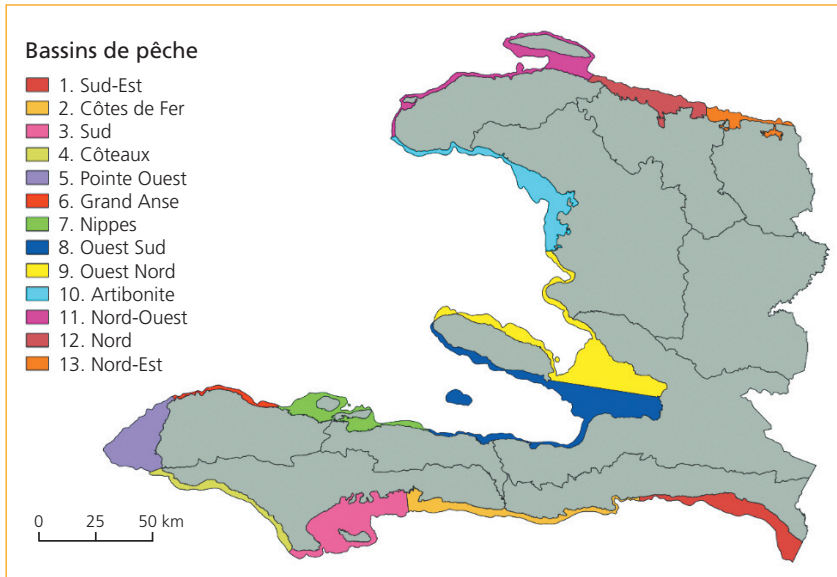 Bassins de pêche
1. Sud-Est
2. Côtes de Fer
3. Sud
4. Côteaux
5. Pointe Ouest
6. Grand Anse
7. Nippes
8. Ouest Sud
9. Ouest Nord
10. Artibonite
11. Nord-Ouest
12. Nord
13. Nord-Est
0 25 50 km